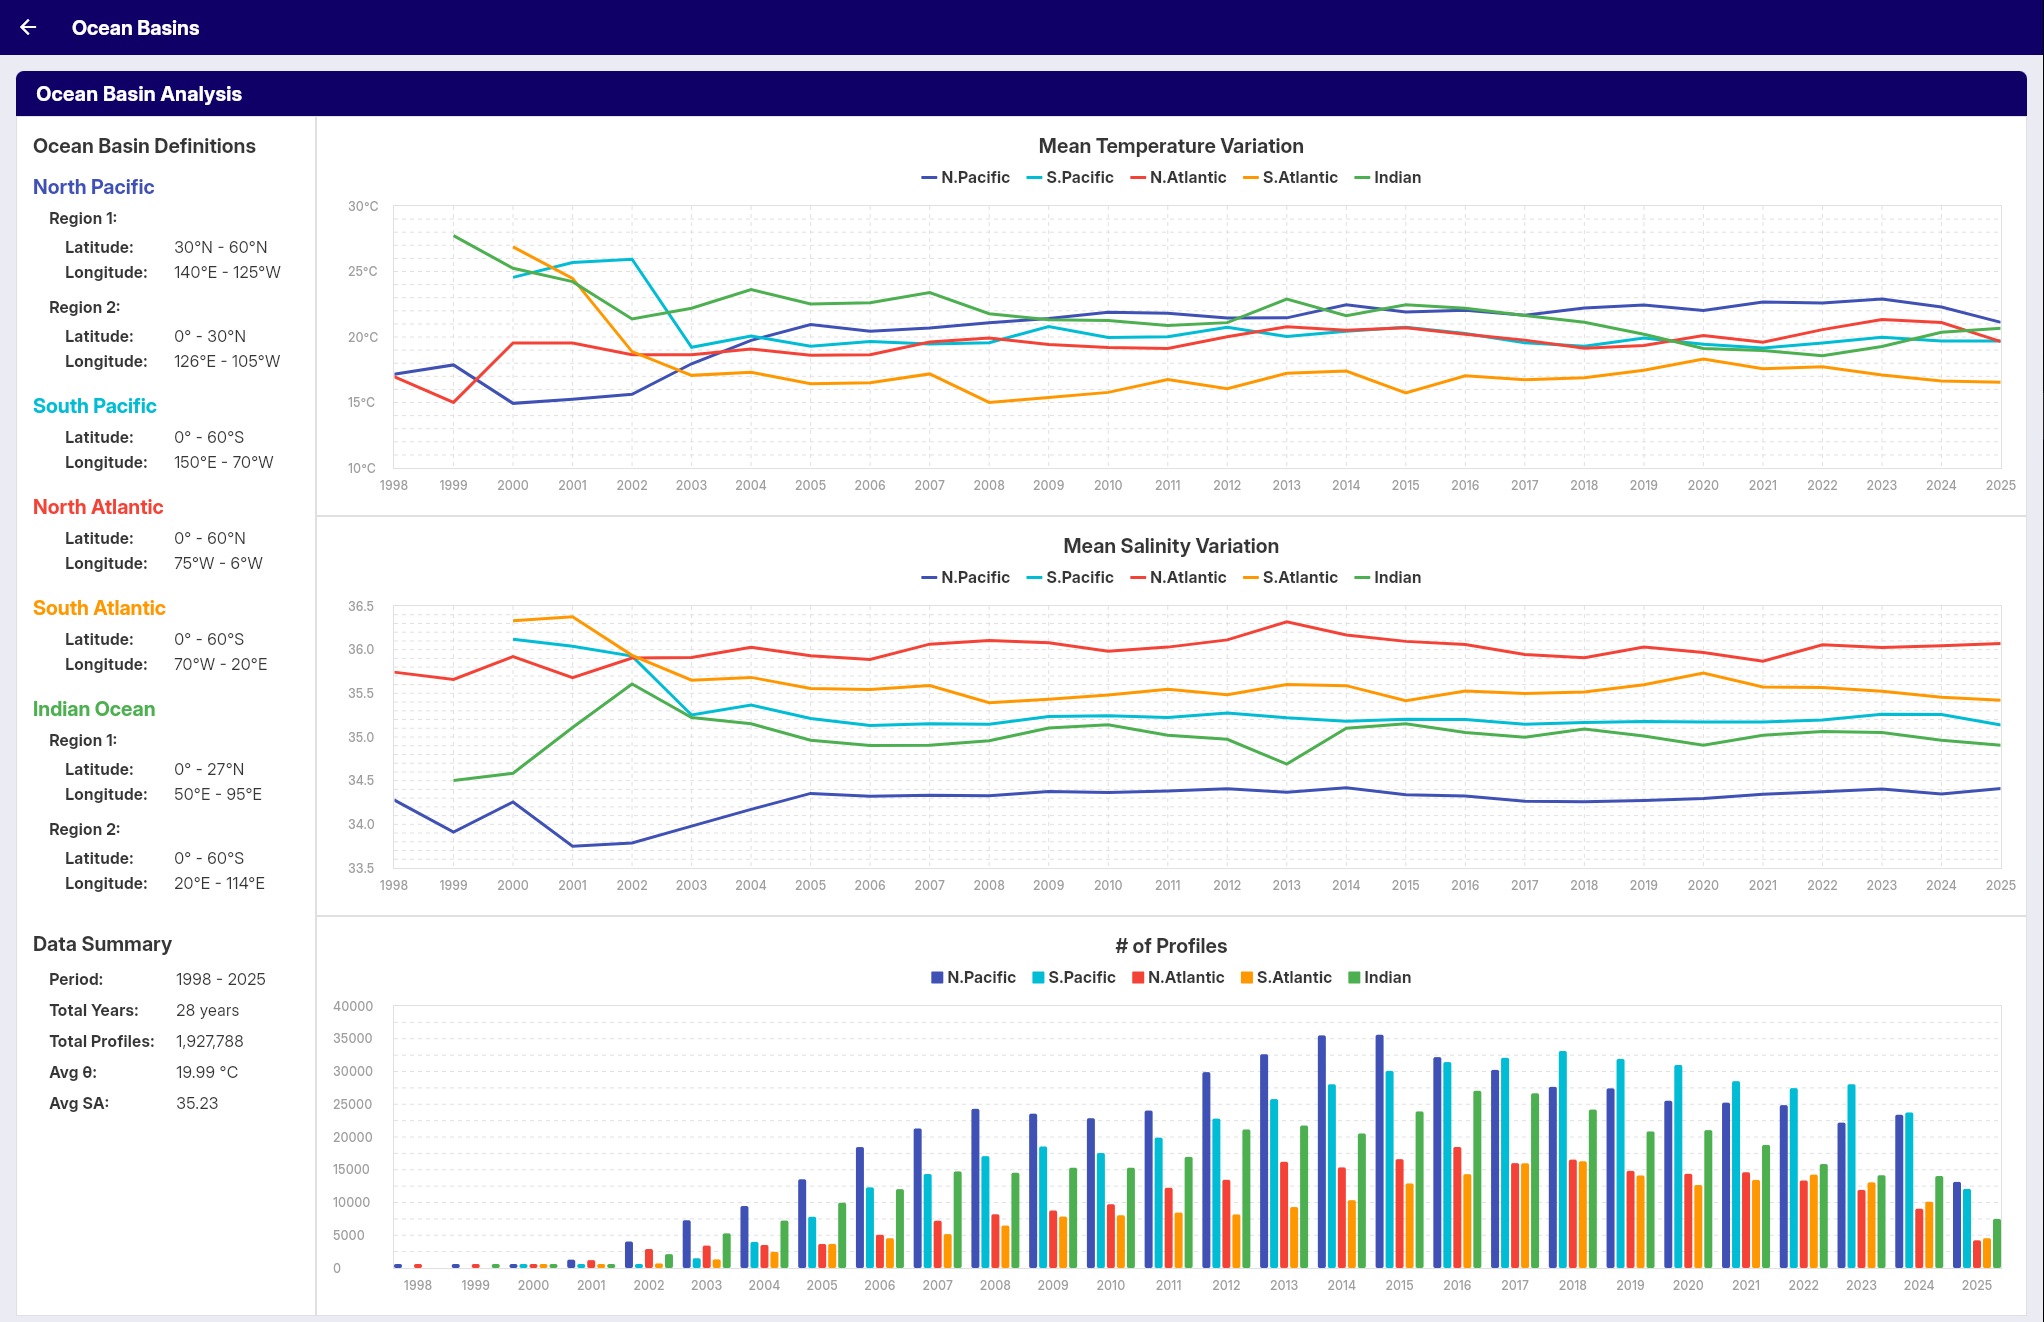 Ocean Basins
Ocean Basin Analysis
Ocean Basin Definitions
North Pacific
Region 1:
Latitude: 30°N - 60°N
Longitude: 140°E - 125°W
Region 2:
Latitude: 0° - 30°N
Longitude: 126°E - 105°W
South Pacific
Latitude: 0° - 60°S
Longitude: 150°E - 70°W
North Atlantic
Latitude: 0° - 60°N
Longitude: 75°W - 6°W
South Atlantic
Latitude: 0° - 60°S
Longitude: 70°W - 20°E
Indian Ocean
Region 1:
Latitude: 0° - 27°N
Longitude: 50°E - 95°E
Region 2:
Latitude: 0° - 60°S
Longitude: 20°E - 114°E
Data Summary
Period: 1998 - 2025
Total Years: 28 years
Total Profiles: 1,927,788
Avg θ: 19.99 °C
Avg SA: 35.23
Mean Temperature Variation
N.Pacific S.Pacific N.Atlantic S.Atlantic Indian
30°C
25°C
20°C
15°C
10°C
1998 1999 2000 2001 2002 2003 2004 2005 2006 2007 2008 2009 2010 2011 2012 2013 2014 2015 2016 2017 2018 2019 2020 2021 2022 2023 2024 2025
Mean Salinity Variation
N.Pacific S.Pacific N.Atlantic S.Atlantic Indian
36.5
36.0
35.5
35.0
34.5
34.0
33.5
1998 1999 2000 2001 2002 2003 2004 2005 2006 2007 2008 2009 2010 2011 2012 2013 2014 2015 2016 2017 2018 2019 2020 2021 2022 2023 2024 2025
# of Profiles
N.Pacific S.Pacific N.Atlantic S.Atlantic Indian
40000
35000
30000
25000
20000
15000
10000
5000
0
1998 1999 2000 2001 2002 2003 2004 2005 2006 2007 2008 2009 2010 2011 2012 2013 2014 2015 2016 2017 2018 2019 2020 2021 2022 2023 2024 2025